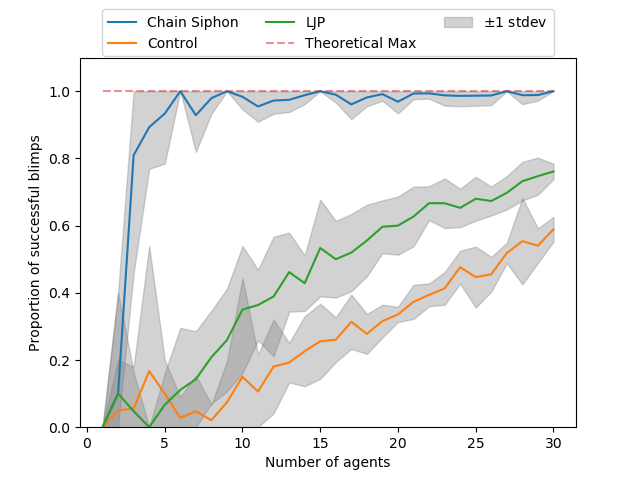 Chain Siphon LJP ±1 stdev
Control Theoretical Max
1.0
0.8
0.6
0.4
0.2
0.0
Proportion of successful blimps
0 5 10 15 20 25 30
Number of agents